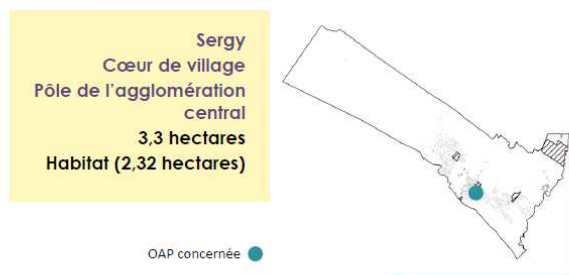 Sergy
Cœur de village
Pôle de l'agglomération
central
3,3 hectares
Habitat (2,32 hectares)
OAP concernée